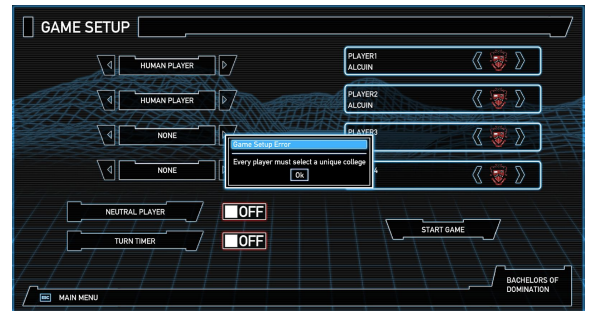 GAME SETUP
HUMAN PLAYER
PLAYER1
ALCUIN
HUMAN PLAYER
PLAYER2
ALCUIN
NONE
PLAYER3
Game Setup Error
Every player must select a unique college
Ok
NONE
4
NEUTRAL PLAYER
OFF
TURN TIMER
OFF
START GAME
ESC MAIN MENU
BACHELORS OF
DOMINATION